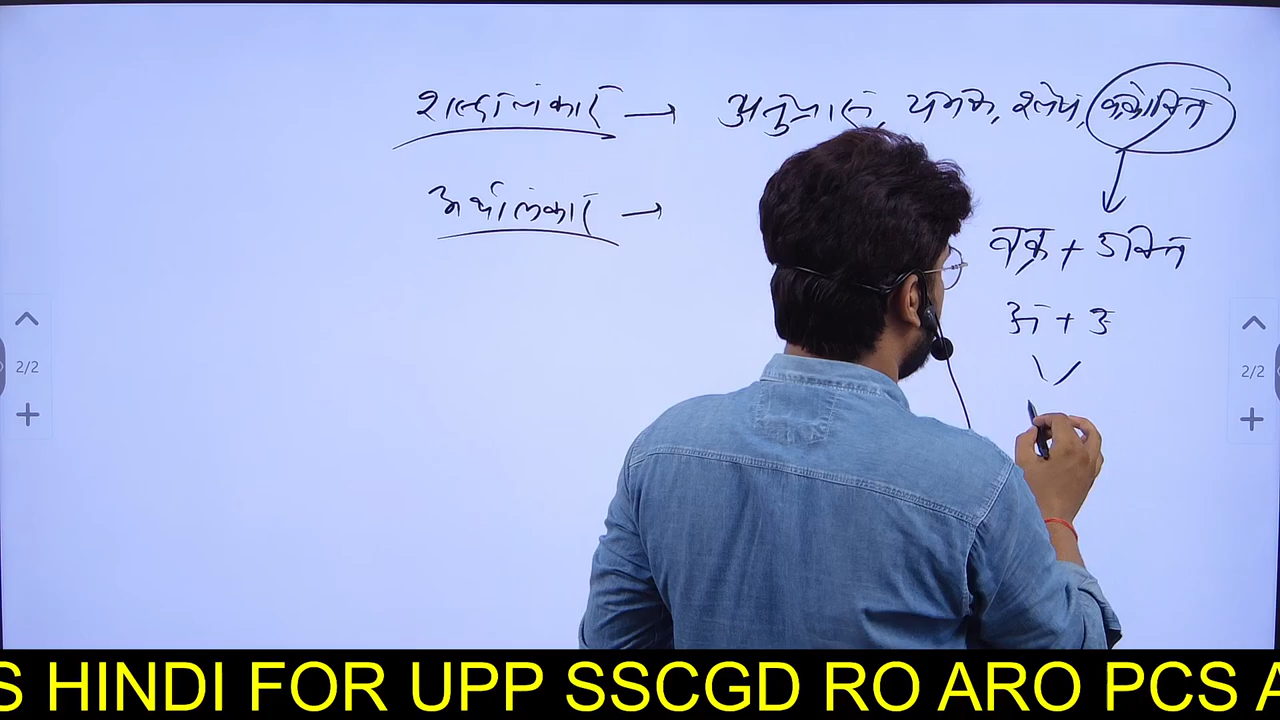 शब्दालंकार → अनुप्रास, यमक, श्लेष, वक्रोक्ति
अर्थालंकार →
वक्र + उक्ति
अ + उ
2/2
2/2
S HINDI FOR UPP SSCGD RO ARO PCS A